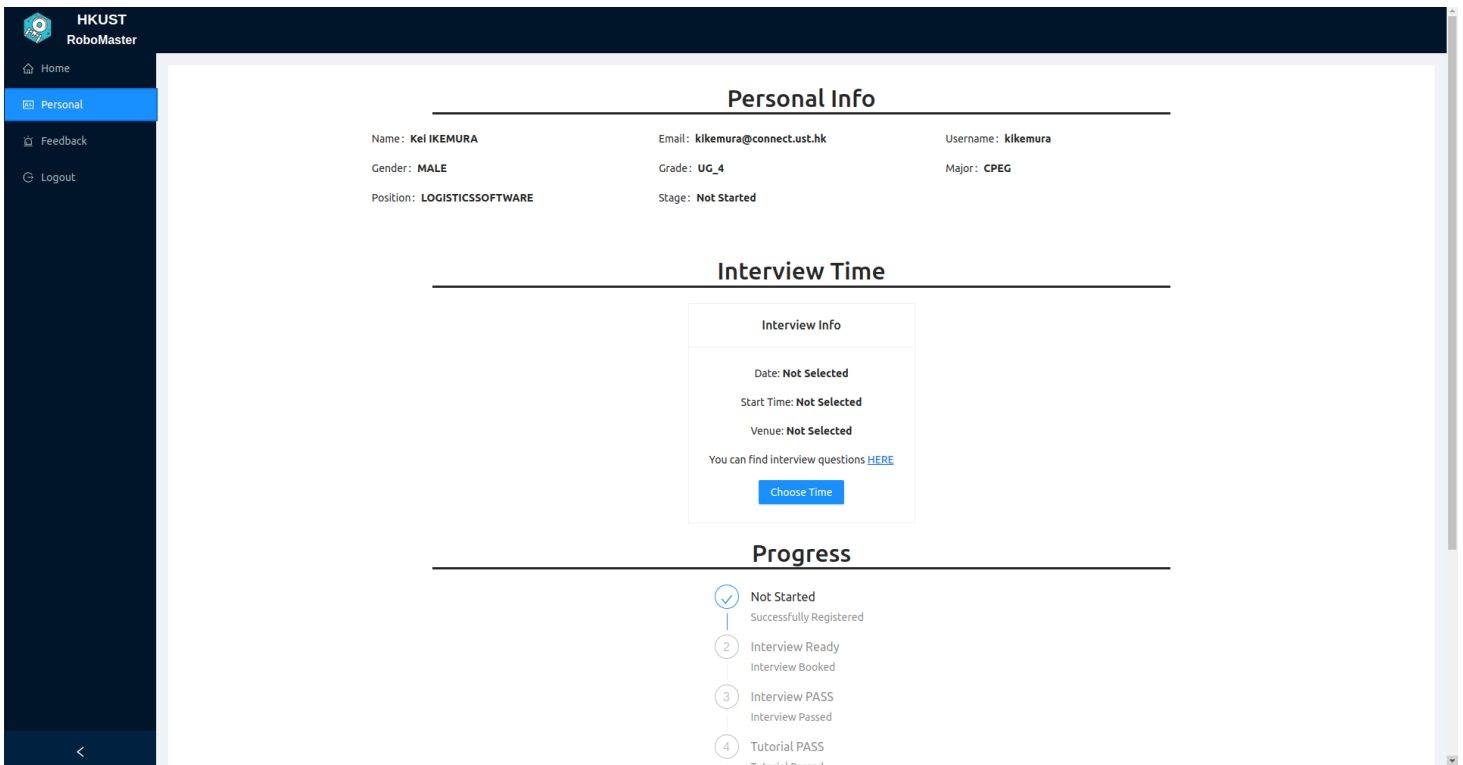 HKUST
RoboMaster
Home
Personal
Feedback
Logout
Personal Info
Name: Kei IKEMURA Email: kikemura@connect.ust.hk Username: kikemura
Gender: MALE Grade: UG_4 Major: CPEG
Position: LOGISTICSSOFTWARE Stage: Not Started
Interview Time
Interview Info
Date: Not Selected
Start Time: Not Selected
Venue: Not Selected
You can find interview questions HERE
Choose Time
Progress
Not Started
Successfully Registered
2 Interview Ready
Interview Booked
3 Interview PASS
Interview Passed
4 Tutorial PASS
Tutorial Passed